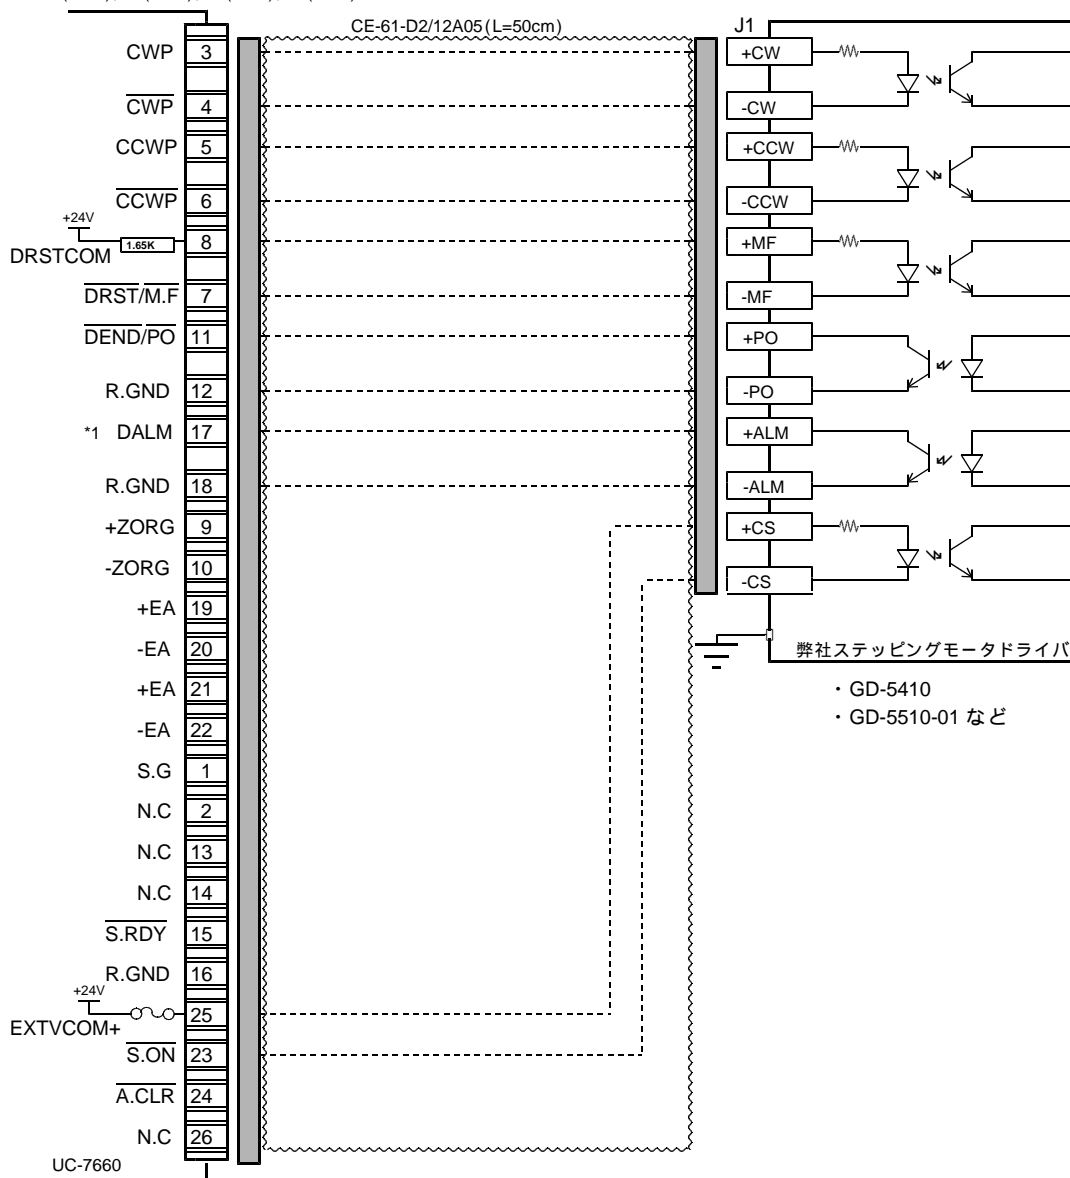 CE-61-D2/12A05(L=50cm)
J1
CWP 3
CWP 4
CCWP 5
CCWP 6
+24V
1.65K
8
DRSTCOM
DRST/M.F 7
DEND/PO 11
R.GND 12
*1 DALM 17
R.GND 18
+ZORG 9
-ZORG 10
+EA 19
-EA 20
+EA 21
-EA 22
S.G 1
N.C 2
N.C 13
N.C 14
S.RDY 15
R.GND 16
+24V
25
EXTVCOM+
S.ON 23
A.CLR 24
N.C 26
UC-7660
+CW
-CW
+CCW
-CCW
+MF
-MF
+PO
-PO
+ALM
-ALM
+CS
-CS
弊社ステッピングモータドライバ
・GD-5410
・GD-5510-01 など